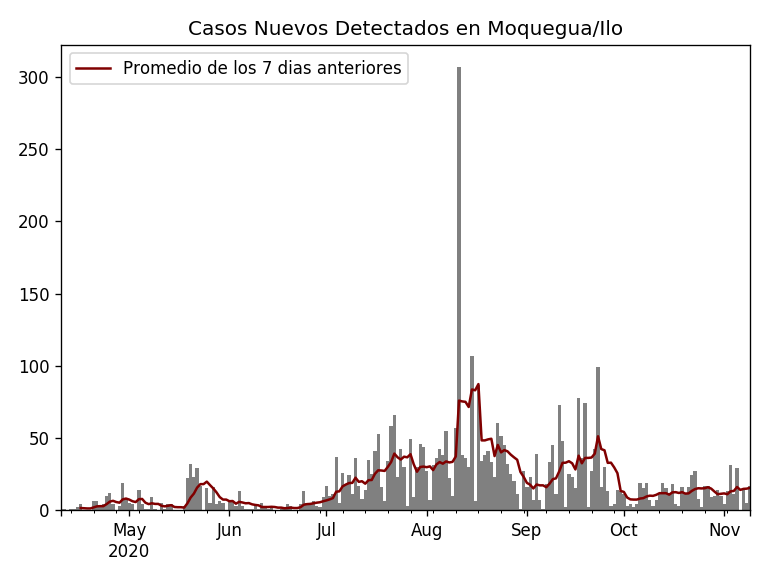 Casos Nuevos Detectados en Moquegua/Ilo
Promedio de los 7 dias anteriores
300
250
200
150
100
50
0
May Jun Jul Aug Sep Oct Nov
2020